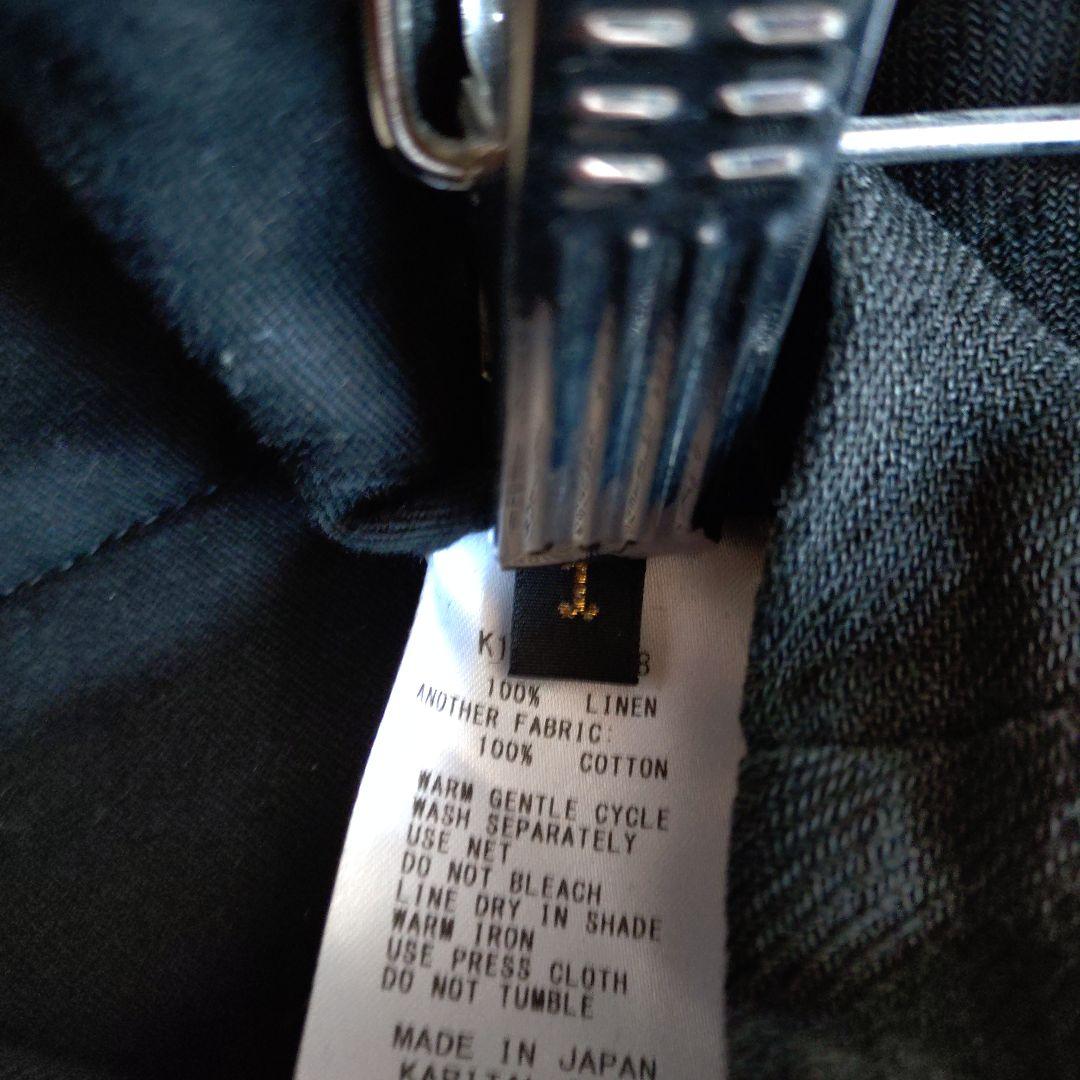 1
100% LINEN
ANOTHER FABRIC:
100% COTTON
WARM GENTLE CYCLE
WASH SEPARATELY
USE NET
DO NOT BLEACH
LINE DRY IN SHADE
WARM IRON
USE PRESS CLOTH
DO NOT TUMBLE
MADE IN JAPAN